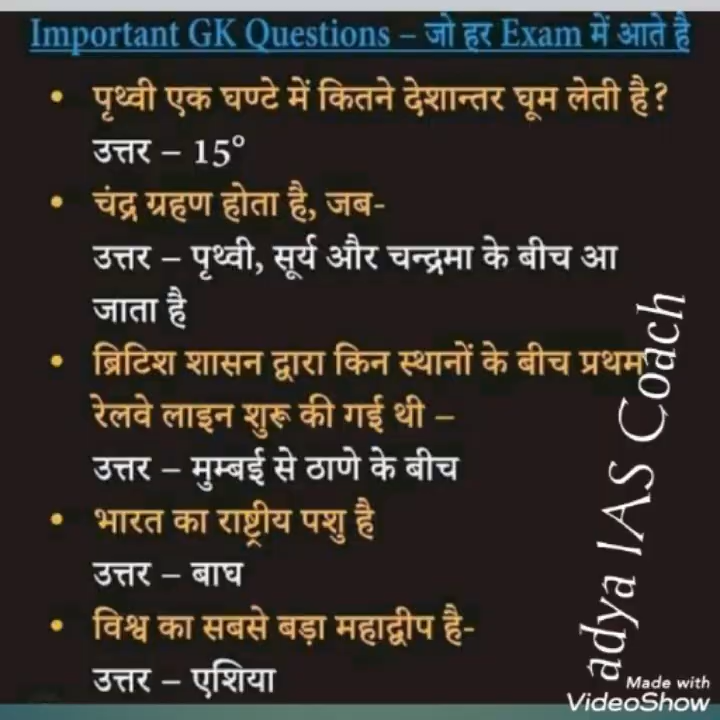 Important GK Questions – जो हर Exam में आते है
• पृथ्वी एक घण्टे में कितने देशान्तर घूम लेती है?
उत्तर – 15°
• चंद्र ग्रहण होता है, जब-
उत्तर – पृथ्वी, सूर्य और चन्द्रमा के बीच आ
जाता है
• ब्रिटिश शासन द्वारा किन स्थानों के बीच प्रथम
रेलवे लाइन शुरू की गई थी –
उत्तर – मुम्बई से ठाणे के बीच
• भारत का राष्ट्रीय पशु है
उत्तर – बाघ
• विश्व का सबसे बड़ा महाद्वीप है-
उत्तर – एशिया
adya IAS Coach
Made with
VideoShow